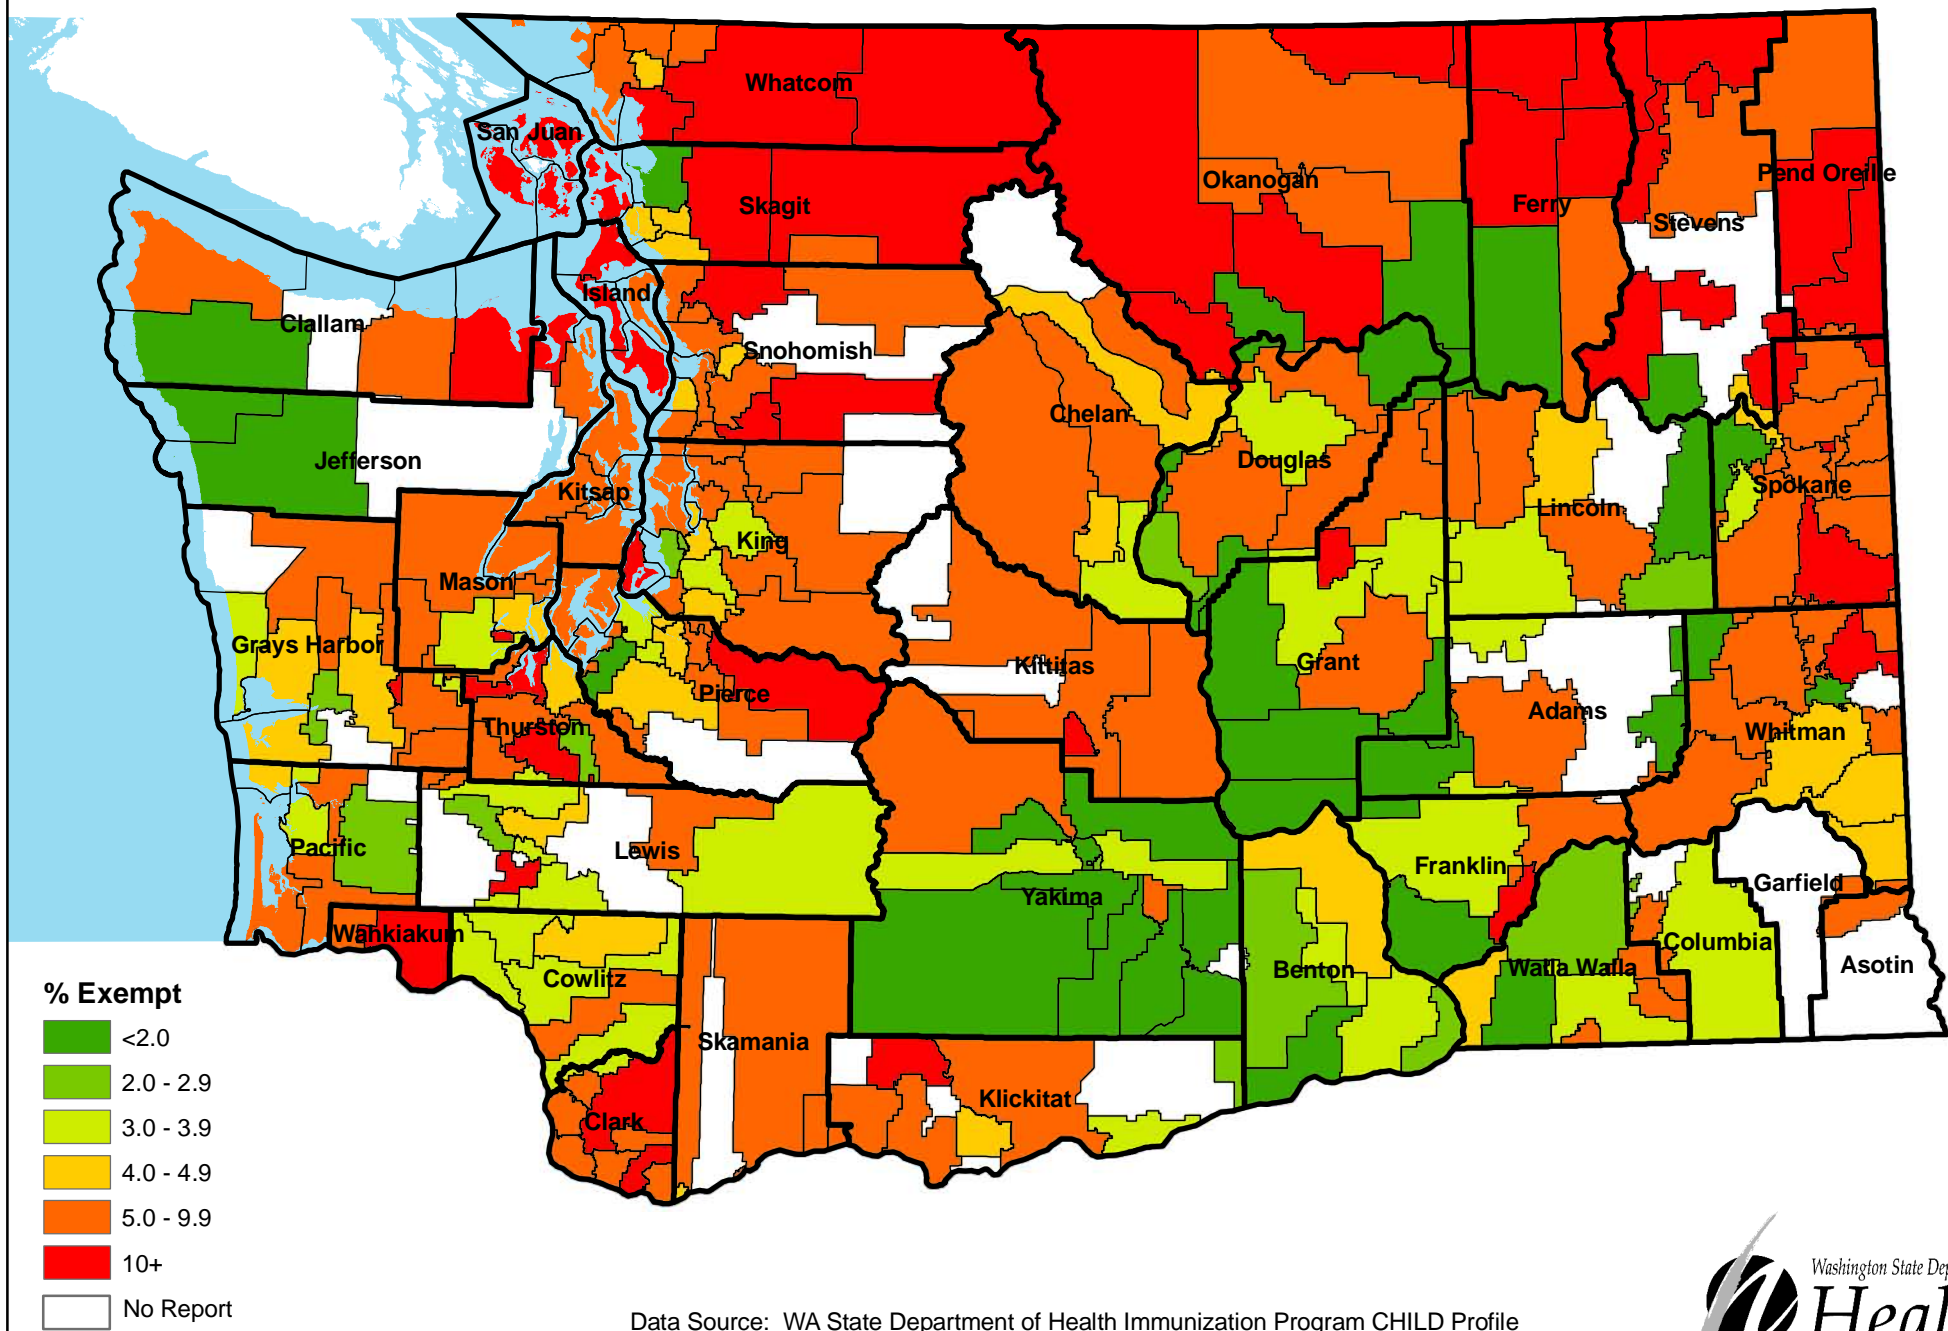 Whatcom
San Juan
Skagit
Okanogan
Ferry
Stevens
Pend Oreille
Island
Clallam
Snohomish
Chelan
Jefferson
Kitsap
King
Douglas
Lincoln
Spokane
Mason
Grays Harbor
Kittitas
Grant
Pierce
Thurston
Adams
Whitman
Pacific
Lewis
Yakima
Franklin
Garfield
Wahkiakum
Cowlitz
Benton
Walla Walla
Columbia
Asotin
Skamania
Clark
Klickitat
% Exempt
<2.0
2.0 - 2.9
3.0 - 3.9
4.0 - 4.9
5.0 - 9.9
10+
No Report
Data Source: WA State Department of Health Immunization Program CHILD Profile
Washington State